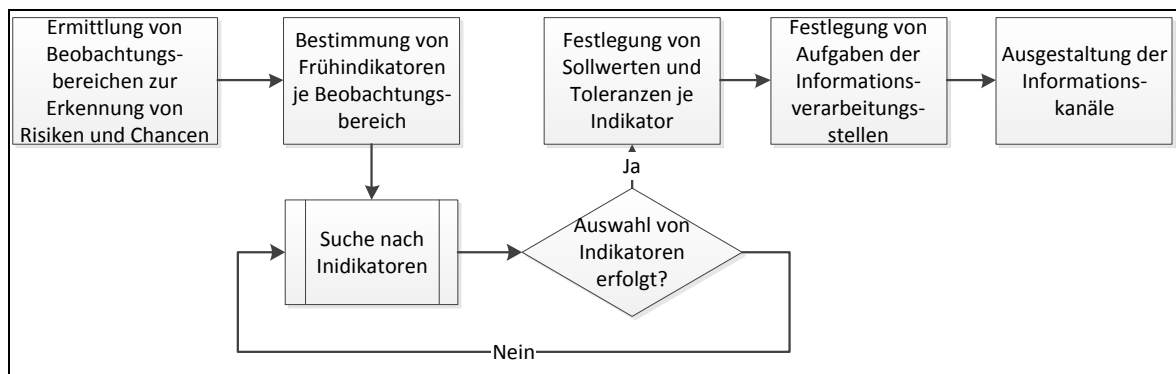 Ermittlung von
Beobachtungs-
bereichen zur
Erkennung von
Risiken und Chancen
Bestimmung von
Frühindikatoren
je Beobachtungs-
bereich
Festlegung von
Sollwerten und
Toleranzen je
Indikator
Festlegung von
Aufgaben der
Informations-
verarbeitungs-
stellen
Ausgestaltung der
Informations-
kanäle
Ja
Suche nach
Inidikatoren
Auswahl von
Indikatoren
erfolgt?
Nein